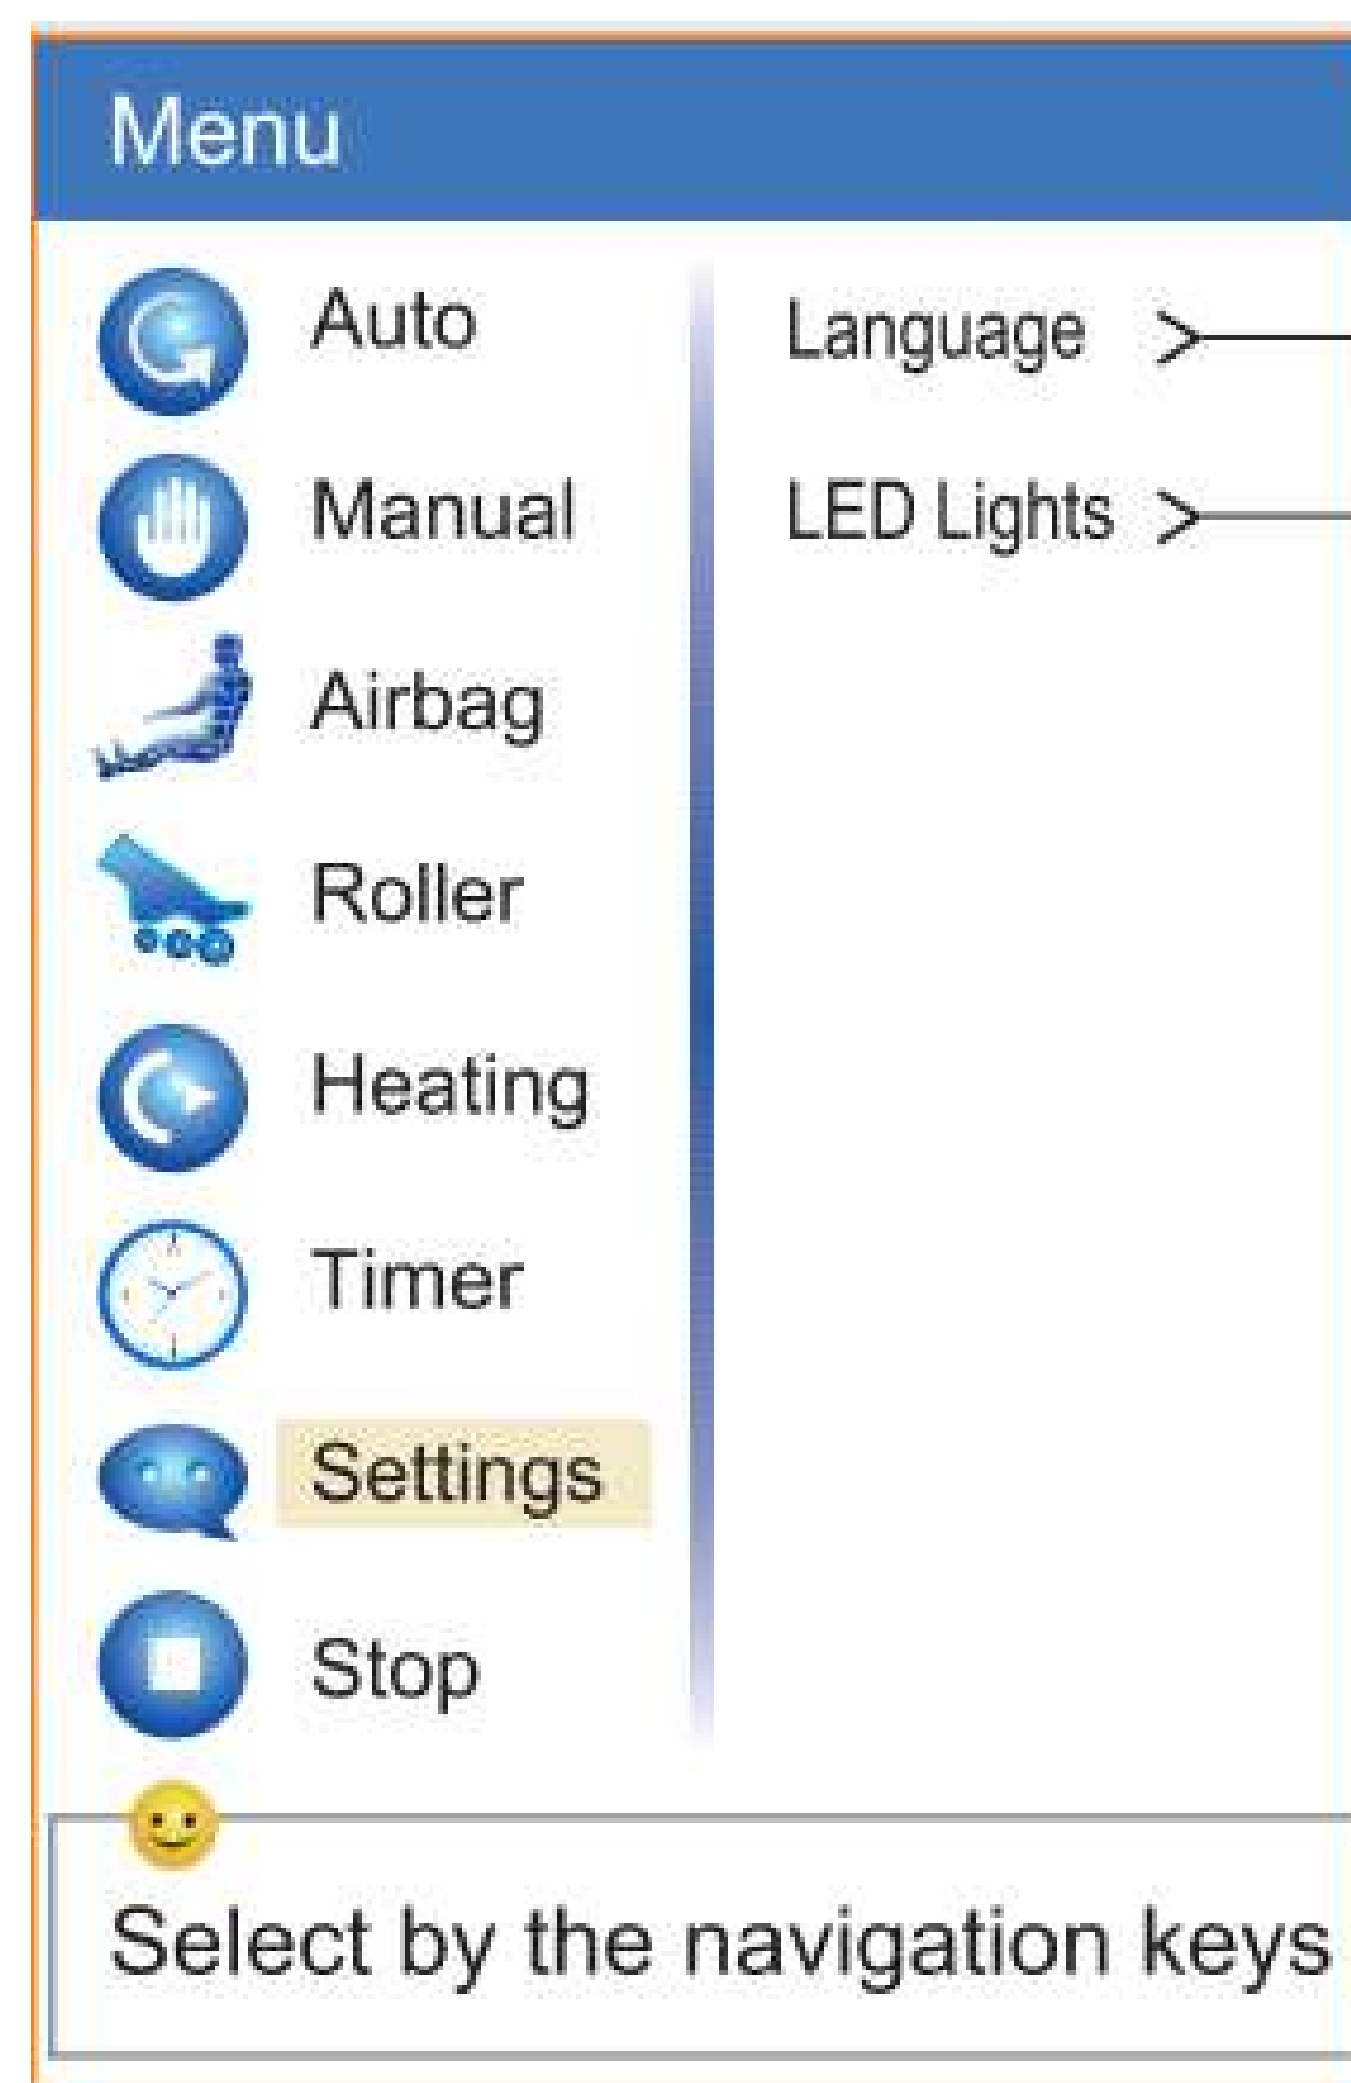 Menu
Auto
Manual
Airbag
Roller
Heating
Timer
Settings
Stop
Language >
LED Lights >
Select by the navigation keys